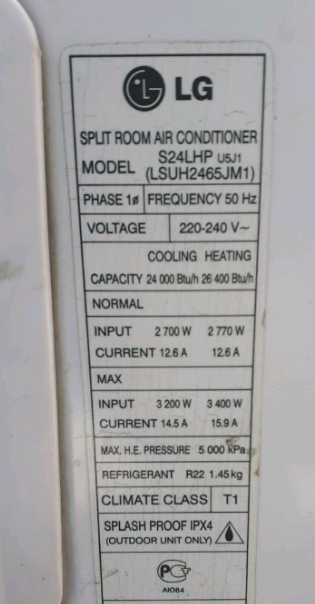 LG
SPLIT ROOM AIR CONDITIONER
MODEL S24LHP U5J1
(LSUH2465JM1)
PHASE 1ø FREQUENCY 50 Hz
VOLTAGE 220-240 V~
COOLING HEATING
CAPACITY 24 000 Btu/h 26 400 Btu/h
NORMAL
INPUT 2 700 W 2 770 W
CURRENT 12.6 A 12.6 A
MAX
INPUT 3 200 W 3 400 W
CURRENT 14.5 A 15.9 A
MAX. H.E. PRESSURE 5 000 kPa
REFRIGERANT R22 1.45 kg
CLIMATE CLASS T1
SPLASH PROOF IPX4
(OUTDOOR UNIT ONLY)
АЮ64